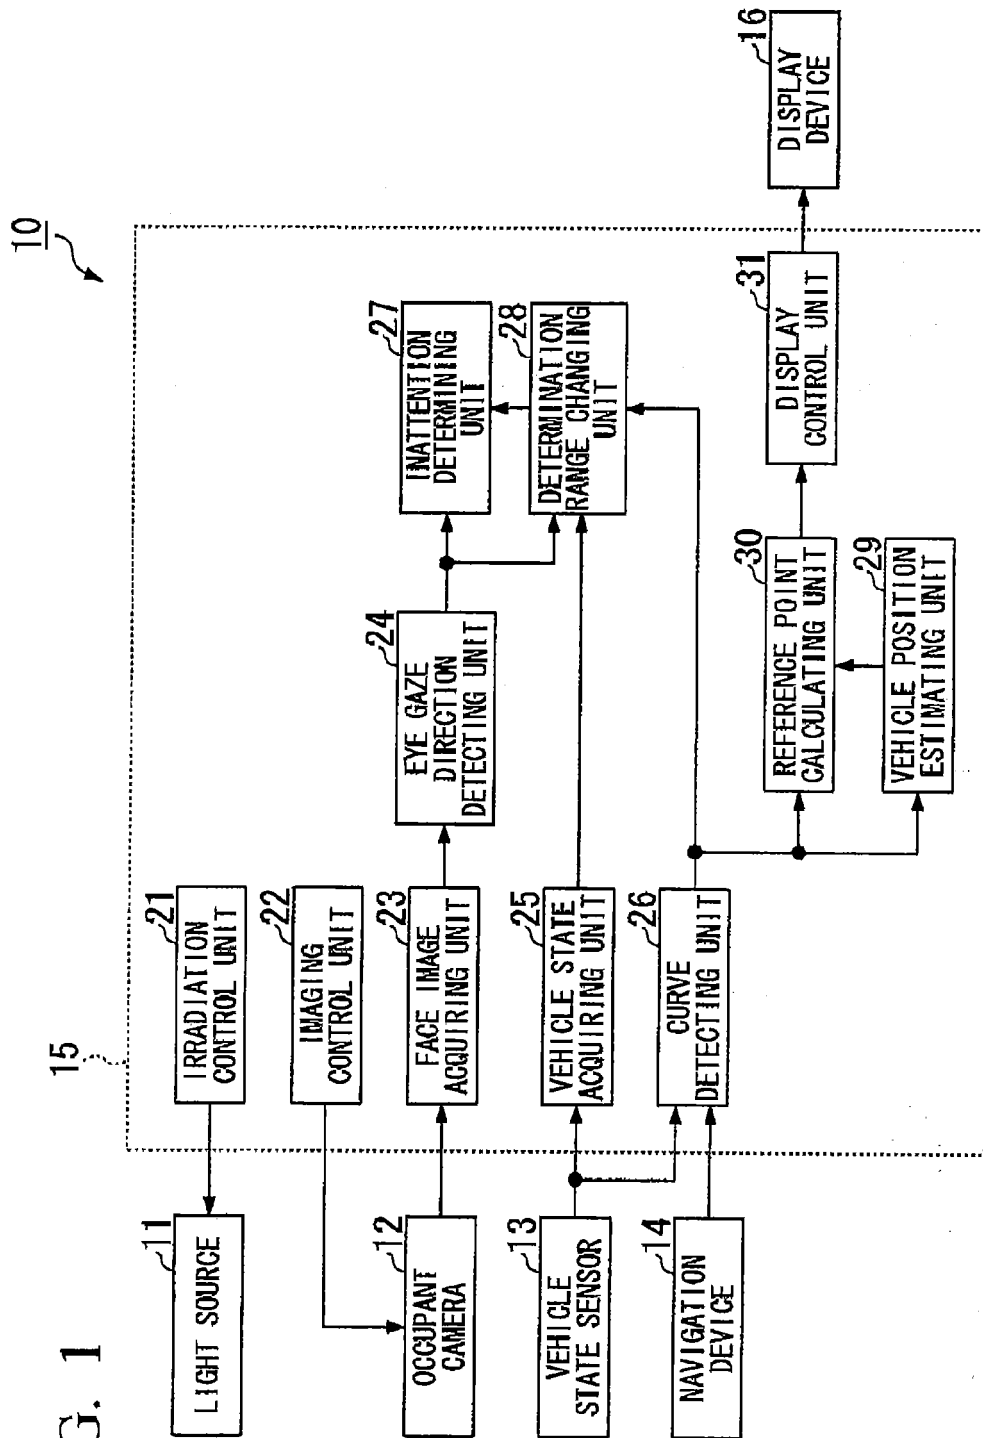 G. 1
10
15
11
LIGHT SOURCE
21
IRRADIATION
CONTROL UNIT
22
IMAGING
CONTROL UNIT
12
OCCUPANT
CAMERA
23
FACE IMAGE
ACQUIRING UNIT
24
EYE GAZE
DIRECTION
DETECTING UNIT
27
INATTENTION
DETERMINING
UNIT
28
DETERMINATION
RANGE CHANGING
UNIT
13
VEHICLE
STATE SENSOR
25
VEHICLE STATE
ACQUIRING UNIT
14
NAVIGATION
DEVICE
26
CURVE
DETECTING UNIT
30
REFERENCE POINT
CALCULATING UNIT
29
VEHICLE POSITION
ESTIMATING UNIT
31
DISPLAY
CONTROL UNIT
16
DISPLAY
DEVICE